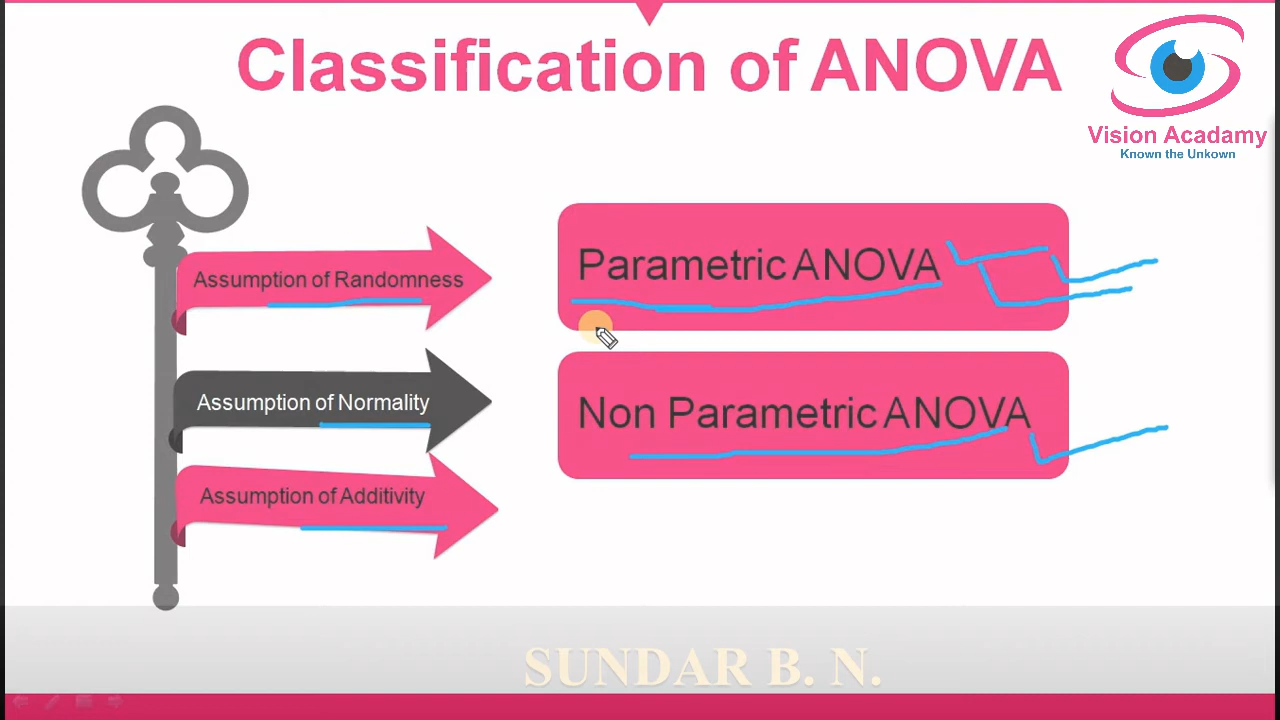 Classification of ANOVA
Vision Acadamy
Known the Unkown
Assumption of Randomness
Parametric ANOVA
Assumption of Normality
Non Parametric ANOVA
Assumption of Additivity
SUNDAR B. N.